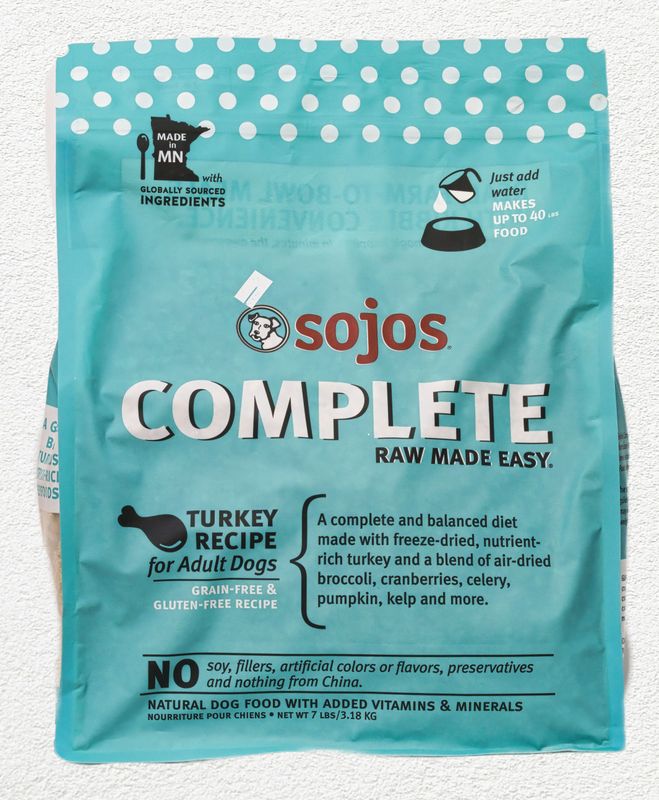 MADE
in
MN
with
GLOBALLY SOURCED
INGREDIENTS
Just add
water
MAKES
UP TO 40 LBS
FOOD
sojos
COMPLETE
RAW MADE EASY.
TURKEY
RECIPE
for Adult Dogs
GRAIN-FREE &
GLUTEN-FREE RECIPE
A complete and balanced diet
made with freeze-dried, nutrient-
rich turkey and a blend of air-dried
broccoli, cranberries, celery,
pumpkin, kelp and more.
NO soy, fillers, artificial colors or flavors, preservatives
and nothing from China.
NATURAL DOG FOOD WITH ADDED VITAMINS & MINERALS
NOURRITURE POUR CHIENS • NET WT 7 LBS/3.18 KG